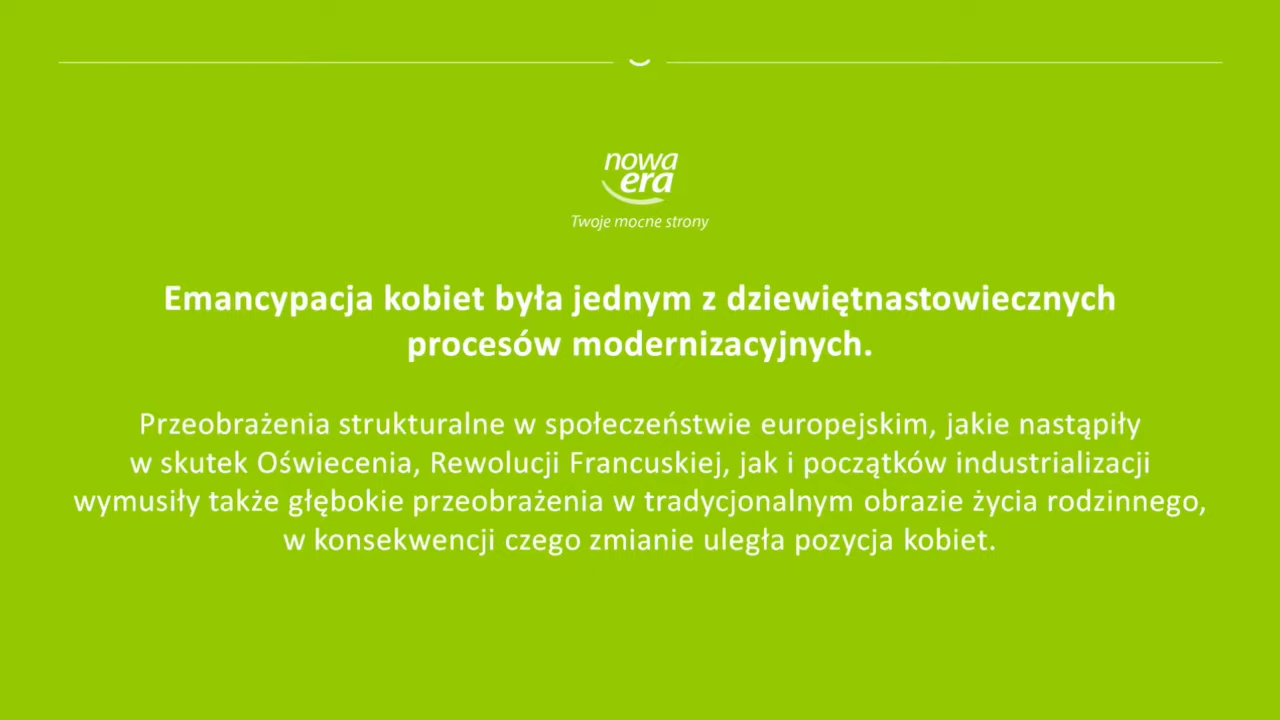 nowa
era
Twoje mocne strony
Emancypacja kobiet była jednym z dziewiętnastowiecznych
procesów modernizacyjnych.
Przeobrażenia strukturalne w społeczeństwie europejskim, jakie nastąpiły
w skutek Oświecenia, Rewolucji Francuskiej, jak i początków industrializacji
wymusiły także głębokie przeobrażenia w tradycjonalnym obrazie życia rodzinnego,
w konsekwencji czego zmianie uległa pozycja kobiet.